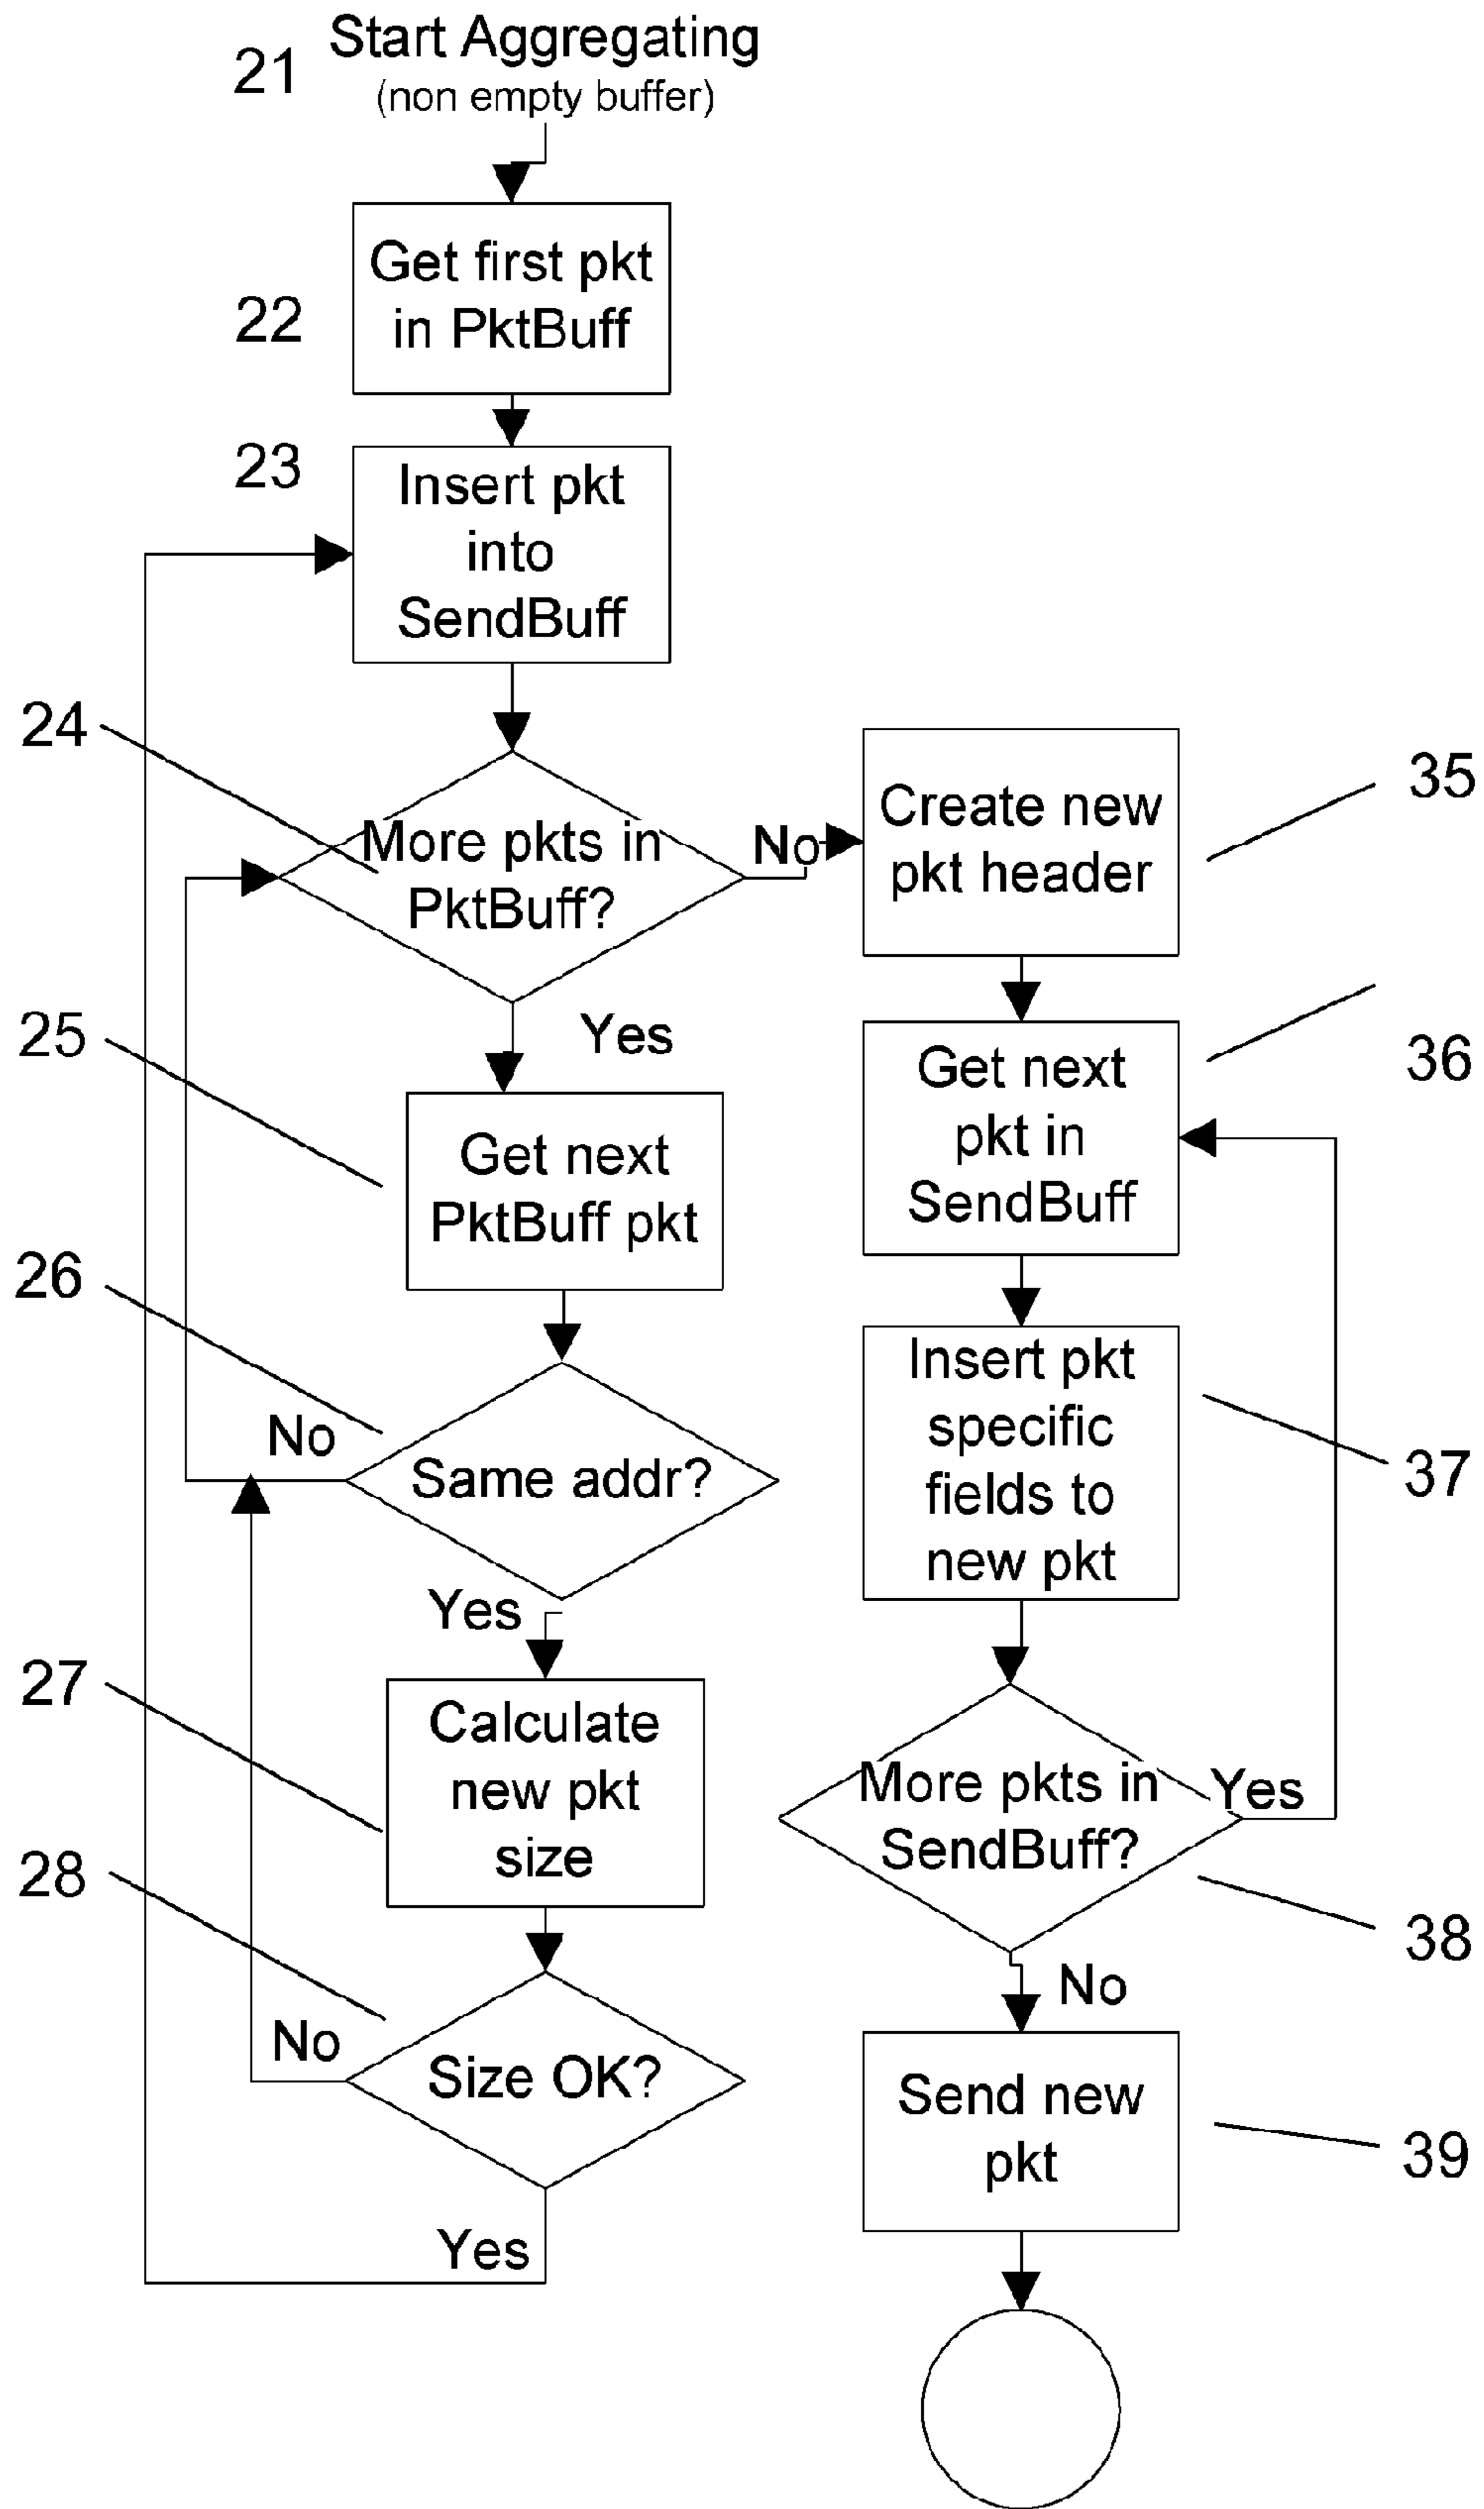 21
Start Aggregating
(non empty buffer)
22
Get first pkt
in PktBuff
23
Insert pkt
into
SendBuff
24
More pkts in
PktBuff?
No
Yes
25
Get next
PktBuff pkt
26
No
Same addr?
Yes
27
Calculate
new pkt
size
28
No
Size OK?
Yes
Create new
pkt header
35
Get next
pkt in
SendBuff
36
Insert pkt
specific
fields to
new pkt
37
More pkts in
SendBuff?
Yes
38
No
Send new
pkt
39